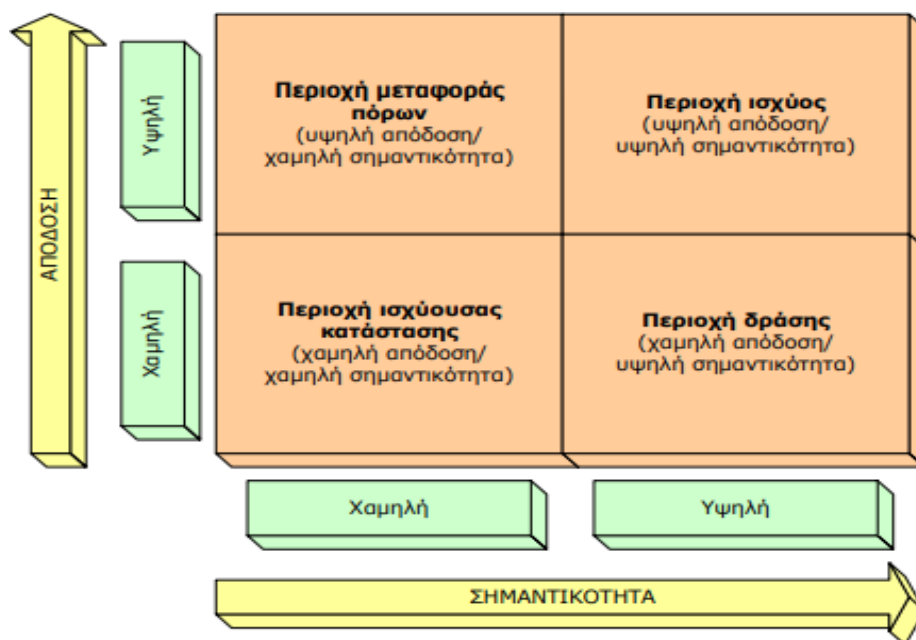 Υψηλή
Περιοχή μεταφοράς
πόρων
(υψηλή απόδοση/
χαμηλή σημαντικότητα)
Περιοχή ισχύος
(υψηλή απόδοση/
υψηλή σημαντικότητα)
ΑΠΟΔΟΣΗ
Χαμηλή
Περιοχή ισχύουσας
κατάστασης
(χαμηλή απόδοση/
χαμηλή σημαντικότητα)
Περιοχή δράσης
(χαμηλή απόδοση/
υψηλή σημαντικότητα)
Χαμηλή
Υψηλή
ΣΗΜΑΝΤΙΚΟΤΗΤΑ